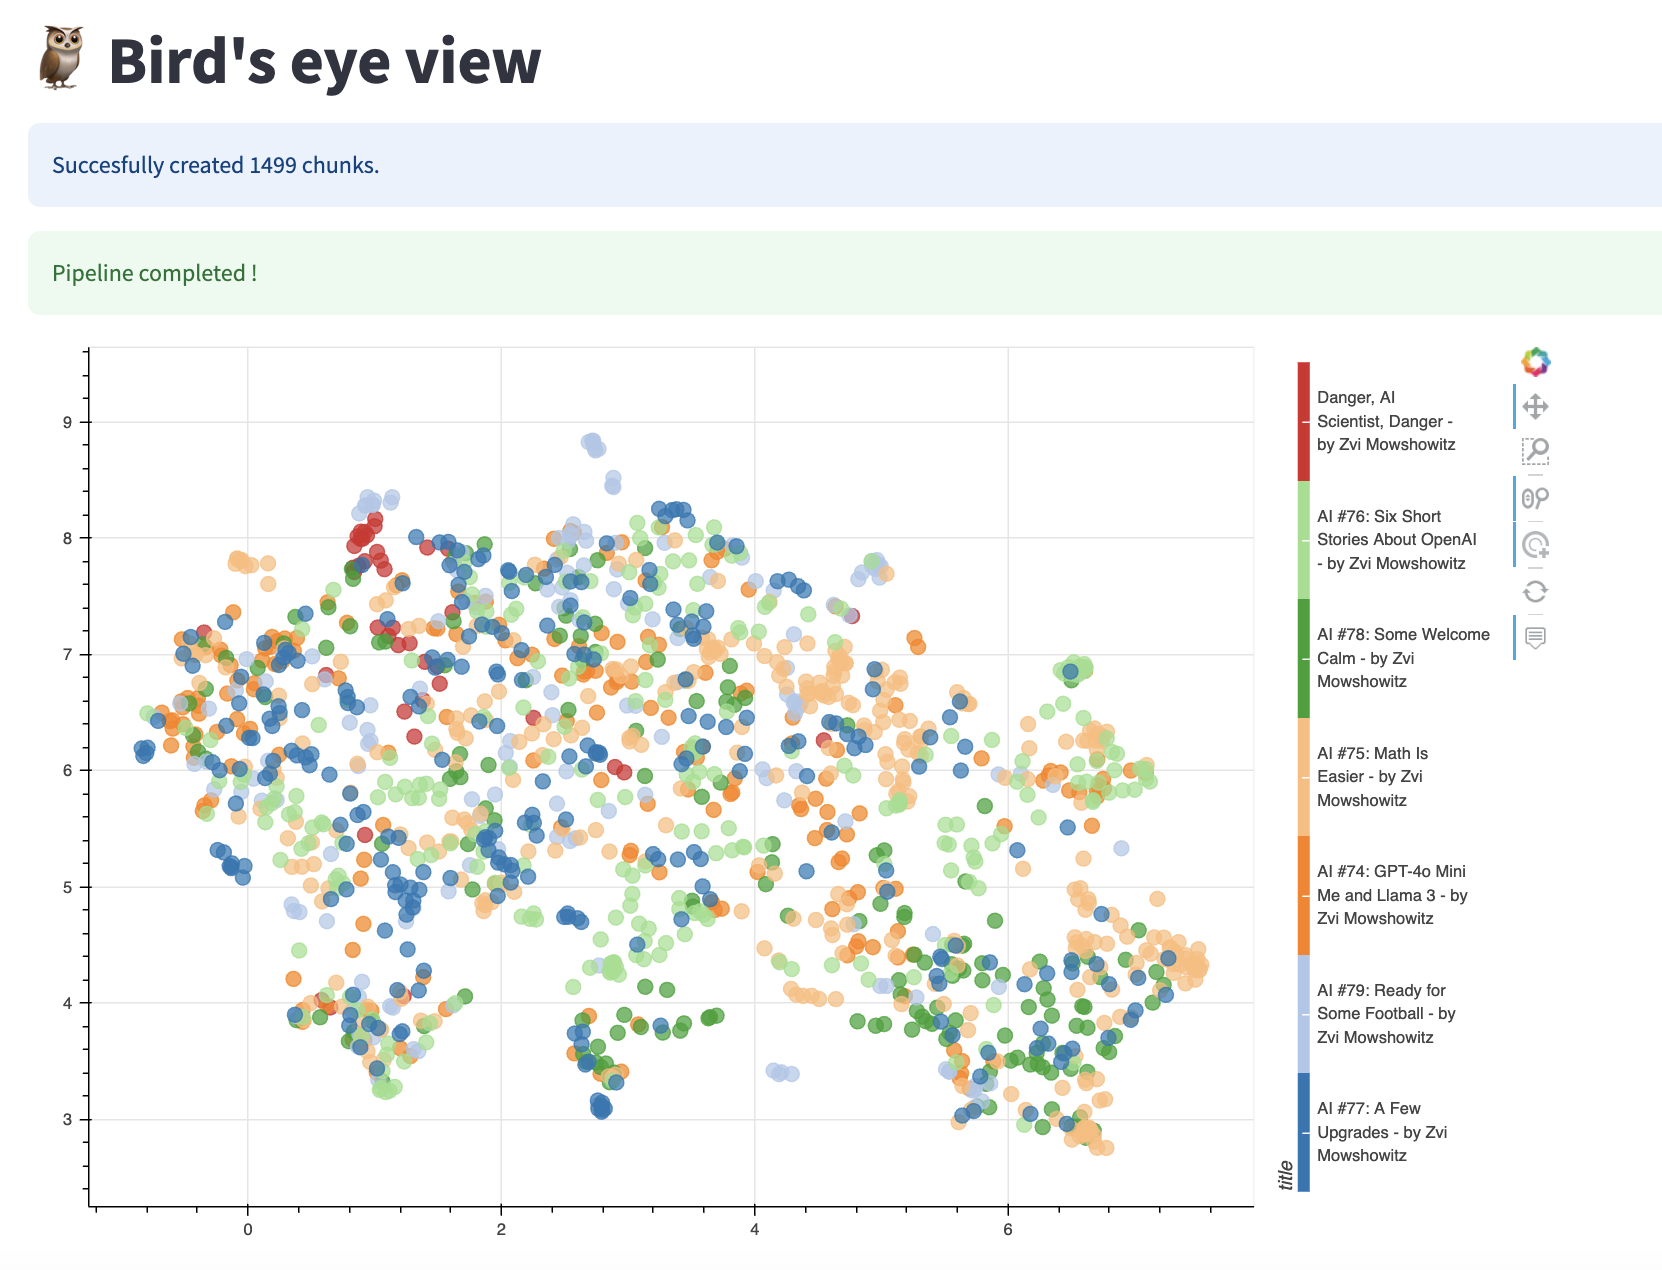 Bird's eye view
Succesfully created 1499 chunks.
Pipeline completed !
9
8
7
6
5
4
3
0
2
4
6
Danger, AI
Scientist, Danger -
by Zvi Mowshowitz
AI #76: Six Short
Stories About OpenAI
- by Zvi Mowshowitz
AI #78: Some Welcome
Calm - by Zvi
Mowshowitz
AI #75: Math Is
Easier - by Zvi
Mowshowitz
AI #74: GPT-4o Mini
Me and Llama 3 - by
Zvi Mowshowitz
AI #79: Ready for
Some Football - by
Zvi Mowshowitz
AI #77: A Few
Upgrades - by Zvi
Mowshowitz
title